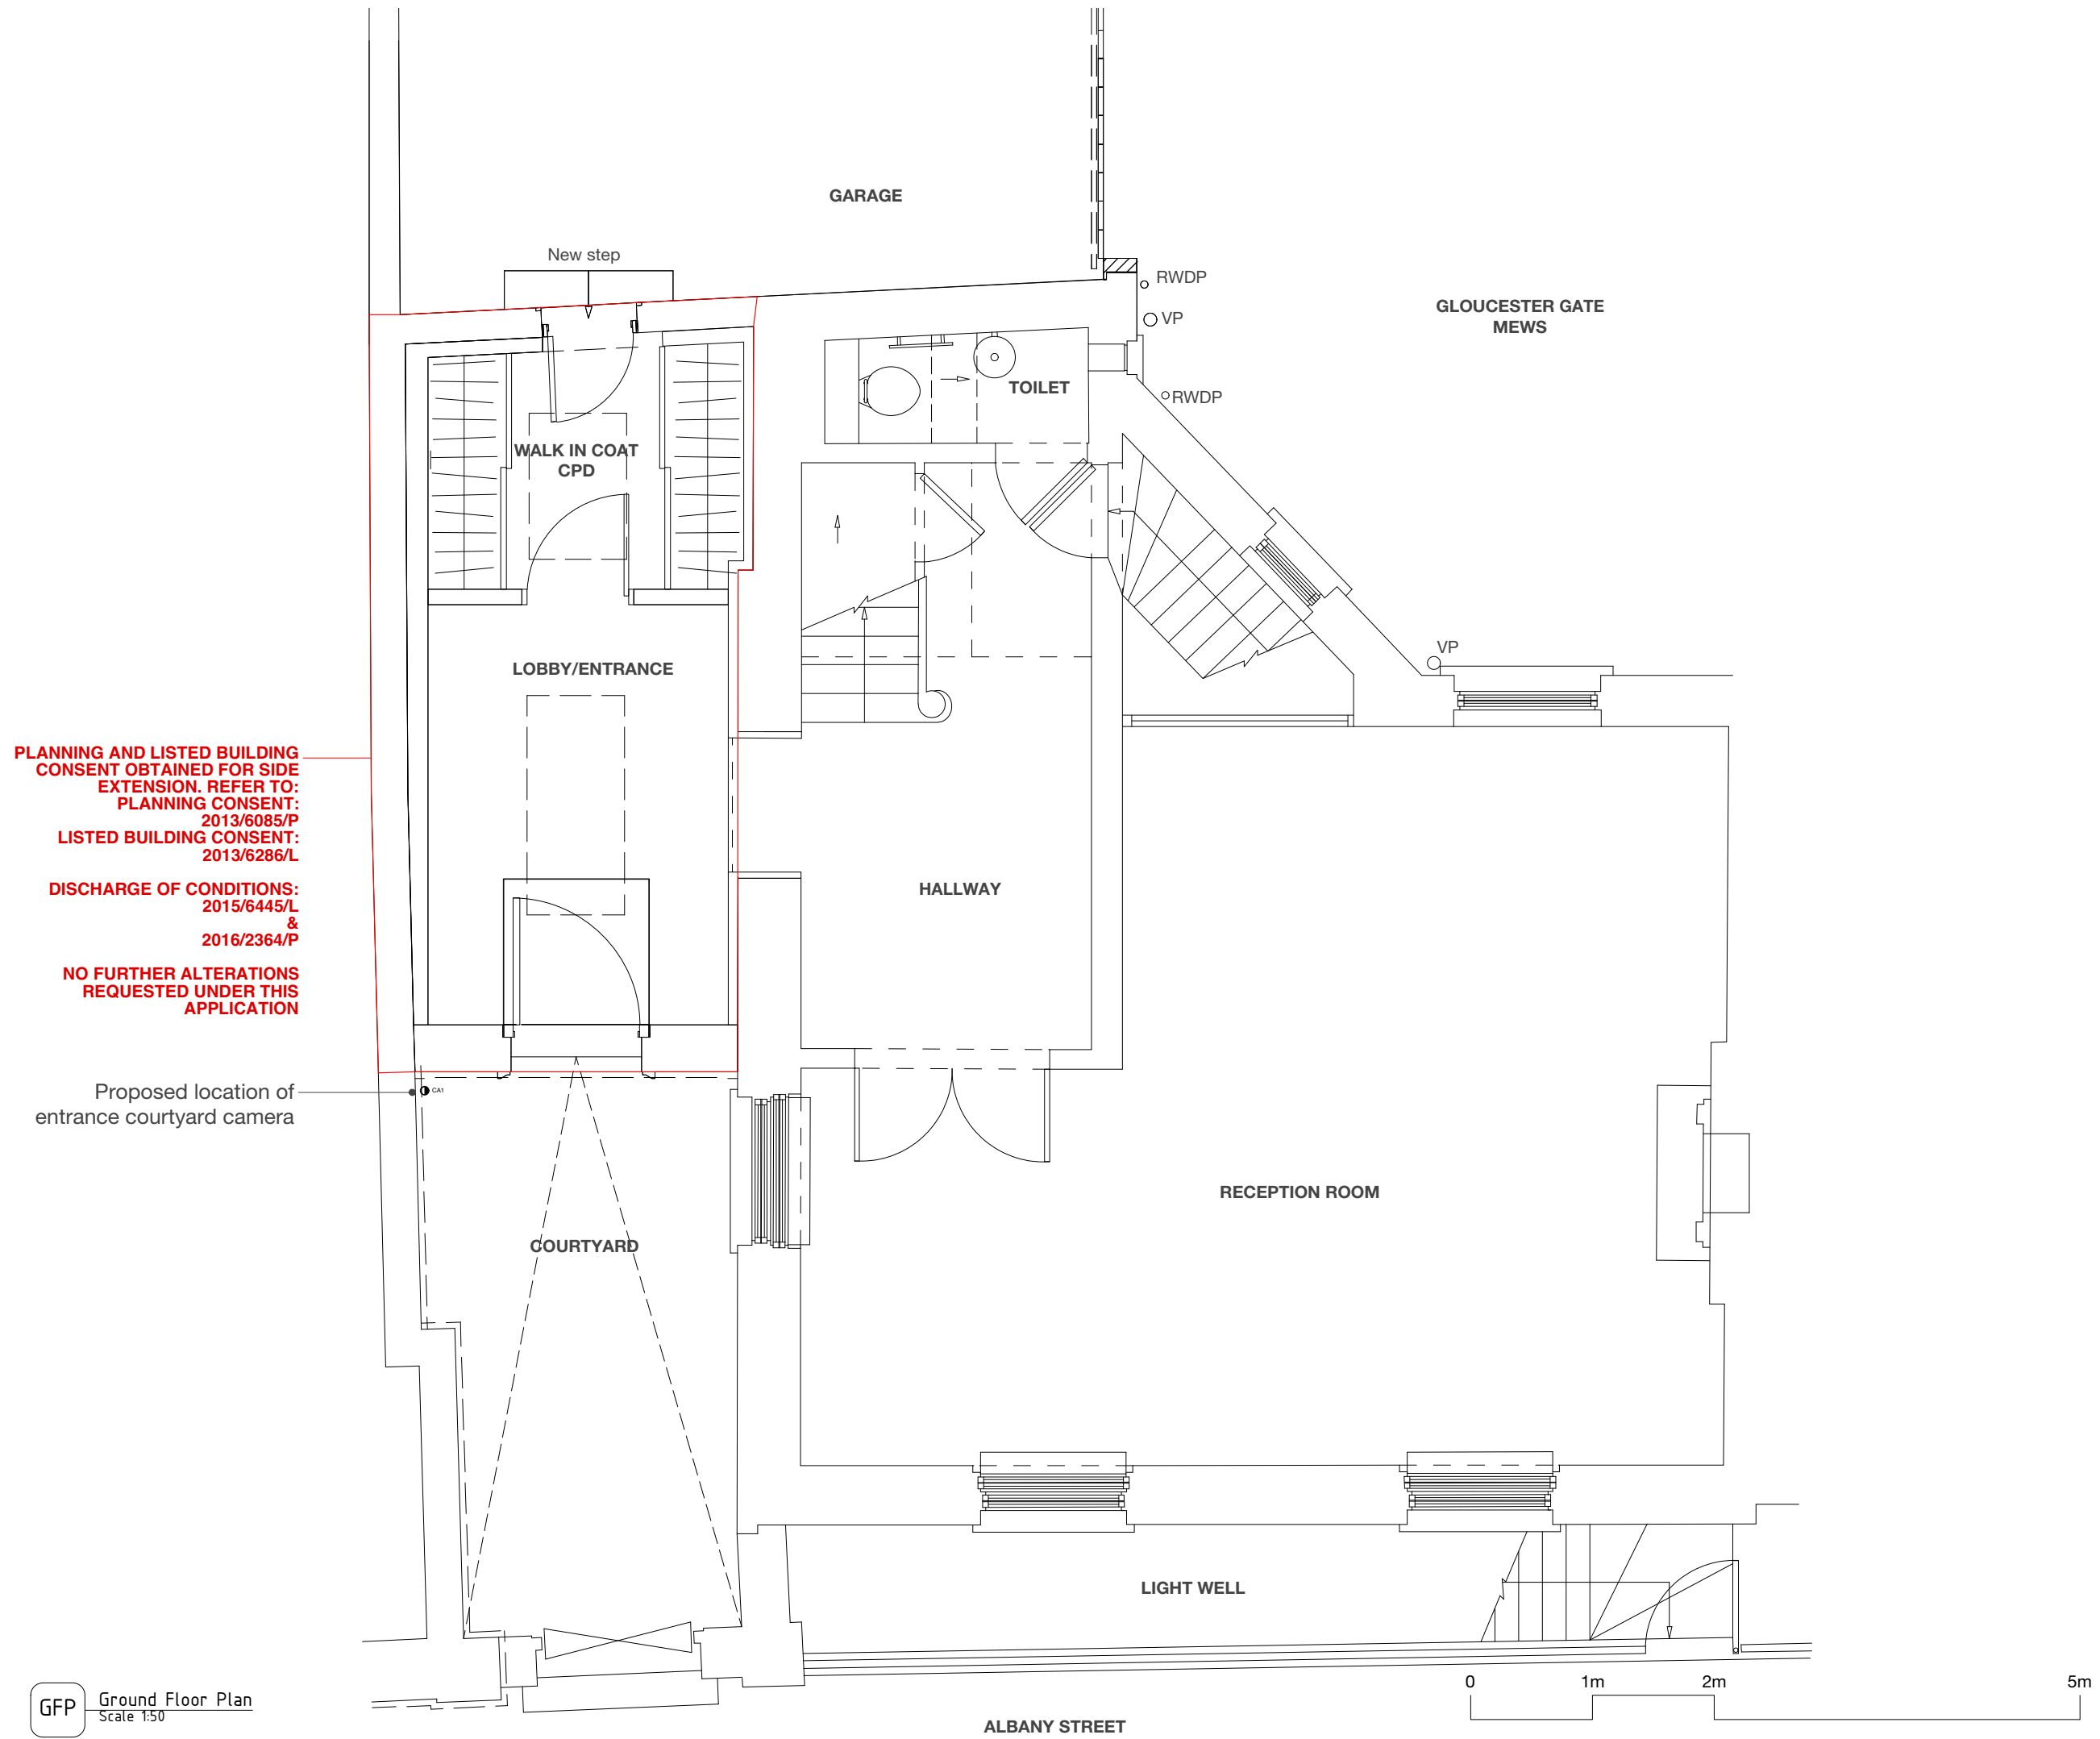 GARAGE
New step
RWDP
VP
GLOUCESTER GATE
MEWS
TOILET
RWDP
WALK IN COAT
CPD
VP
LOBBY/ENTRANCE
PLANNING AND LISTED BUILDING
CONSENT OBTAINED FOR SIDE
EXTENSION. REFER TO:
PLANNING CONSENT:
2013/6085/P
LISTED BUILDING CONSENT:
2013/6286/L
DISCHARGE OF CONDITIONS:
2015/6445/L
&
2016/2364/P
NO FURTHER ALTERATIONS
REQUESTED UNDER THIS
APPLICATION
HALLWAY
Proposed location of
entrance courtyard camera
CA1
RECEPTION ROOM
COURTYARD
LIGHT WELL
0 1m 2m 5m
GFP
Ground Floor Plan
Scale 1:50
ALBANY STREET